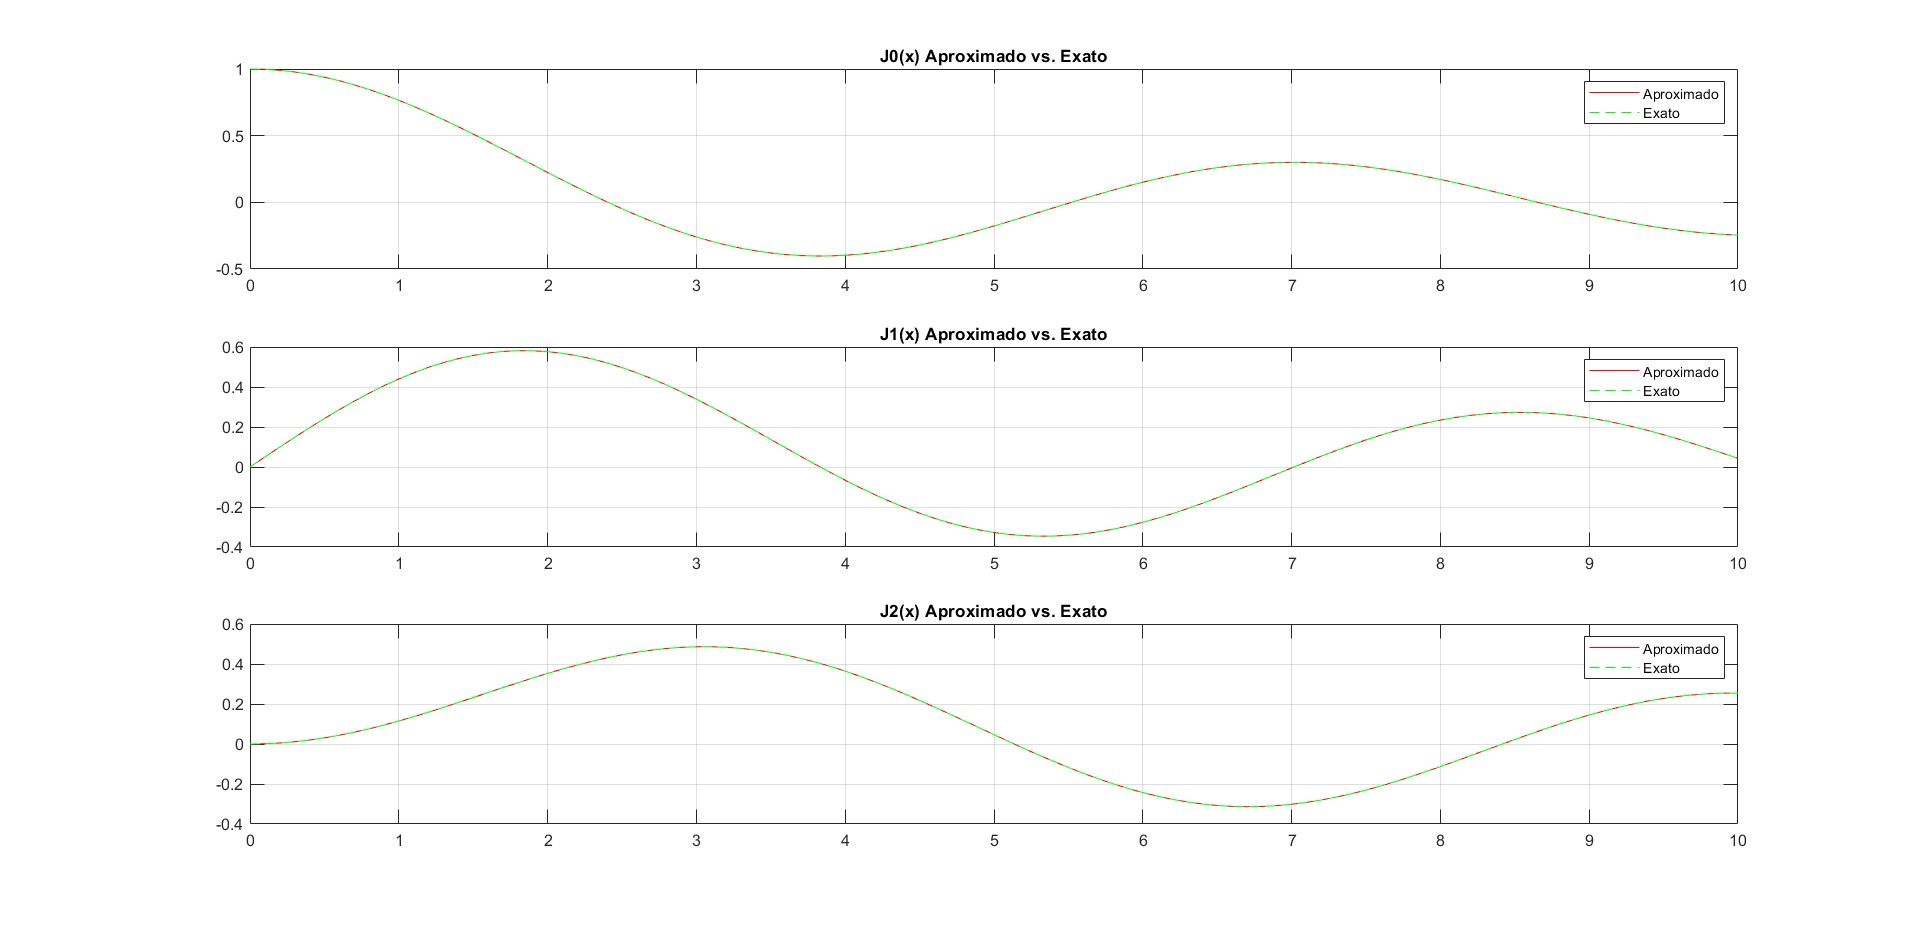 J0(x) Aproximado vs. Exato
1
0.5
0
-0.5
0 1 2 3 4 5 6 7 8 9 10
Aproximado
Exato
J1(x) Aproximado vs. Exato
0.6
0.4
0.2
0
-0.2
-0.4
0 1 2 3 4 5 6 7 8 9 10
Aproximado
Exato
J2(x) Aproximado vs. Exato
0.6
0.4
0.2
0
-0.2
-0.4
0 1 2 3 4 5 6 7 8 9 10
Aproximado
Exato